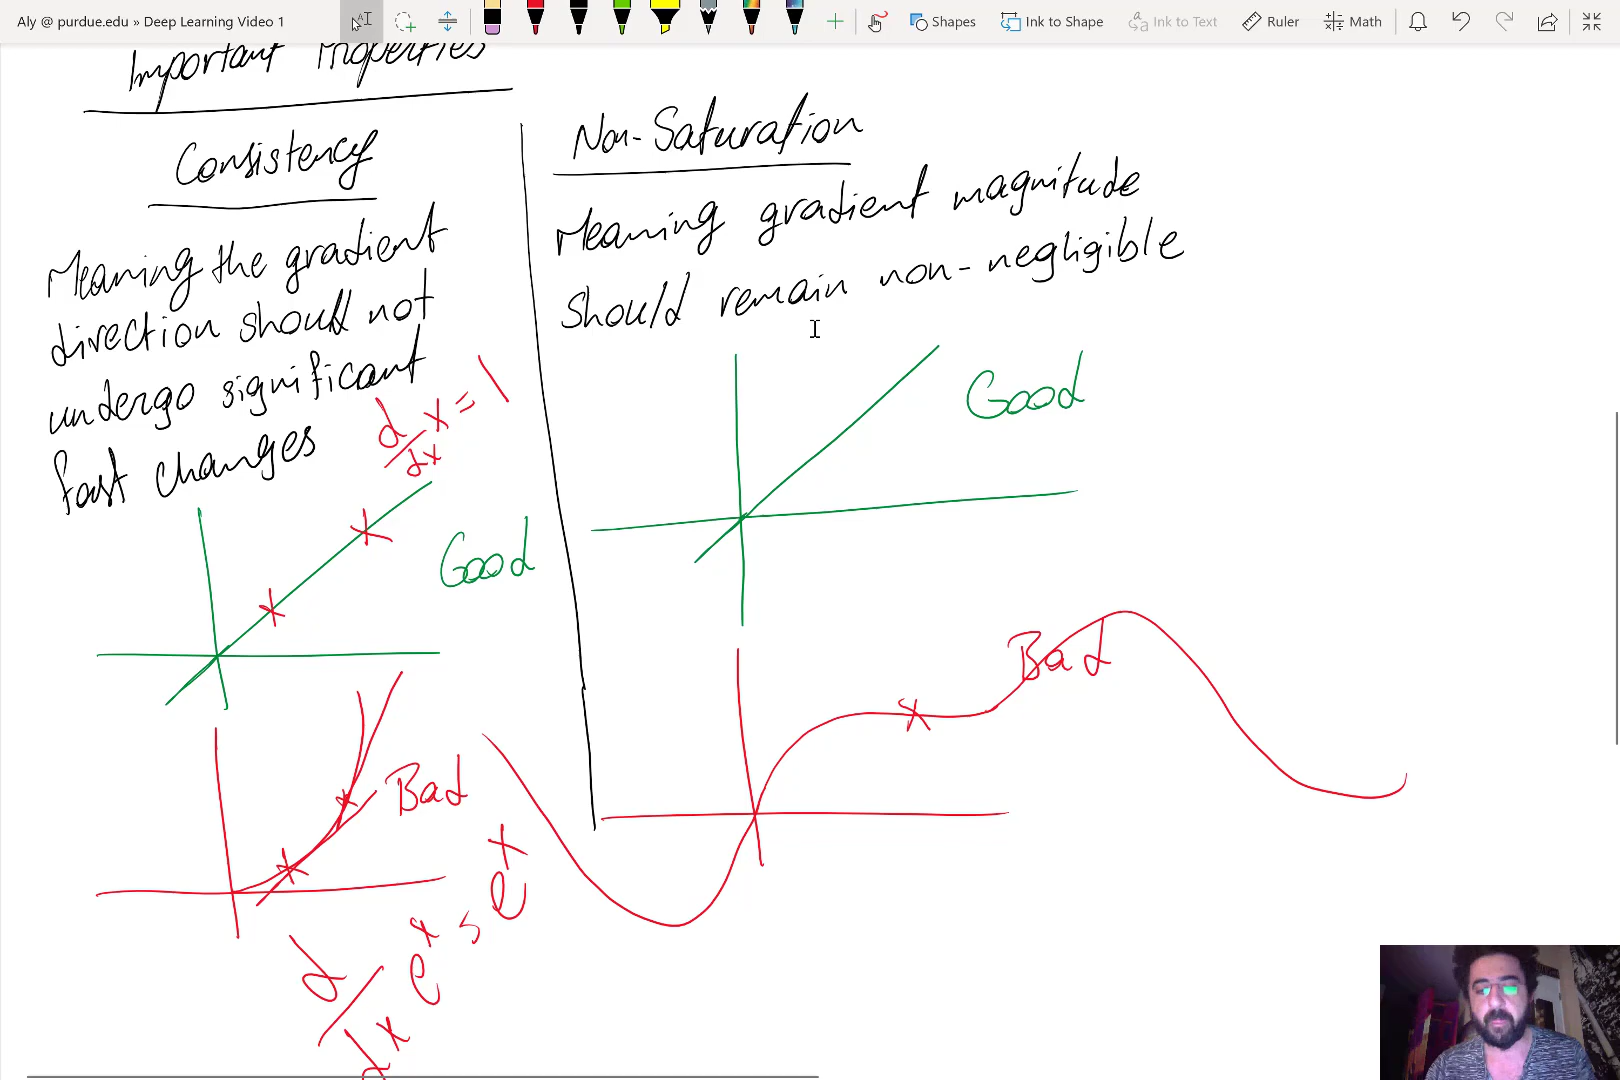 Aly @ purdue.edu » Deep Learning Video 1
Shapes
Ink to Shape
Ink to Text
Ruler
Math
Important Properties
Consistency
Meaning the gradient
direction should not
undergo significant
fast changes
d/dx x = 1
Good
Bad
d/dx e^x = e^x
Non-Saturation
Meaning gradient magnitude
should remain non-negligible
Good
Bad